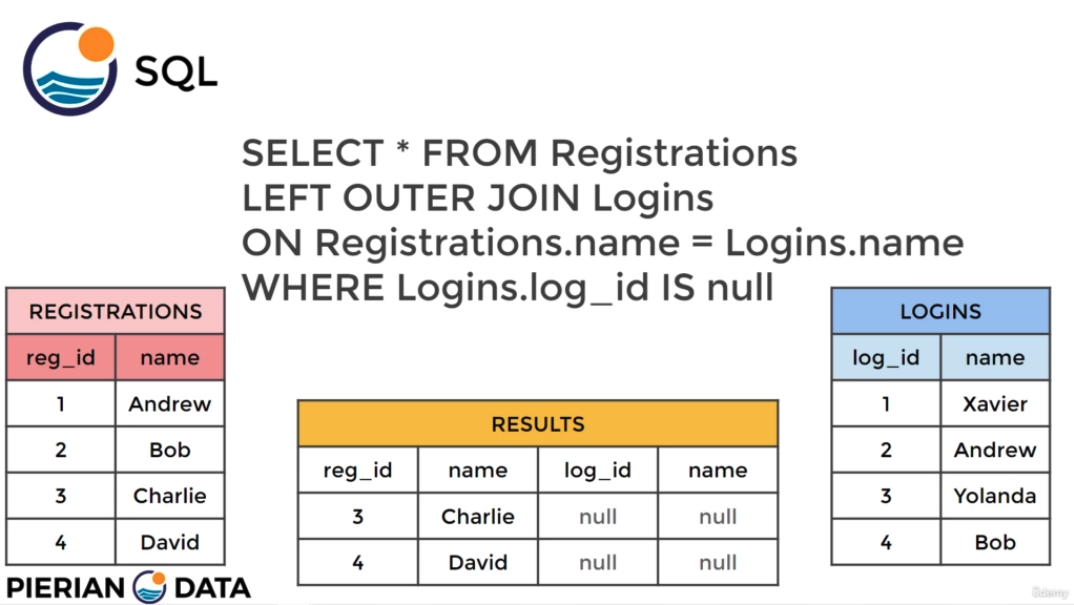 SQL
SELECT * FROM Registrations
LEFT OUTER JOIN Logins
ON Registrations.name = Logins.name
WHERE Logins.log_id IS null
REGISTRATIONS
reg_id name
1 Andrew
2 Bob
3 Charlie
4 David
RESULTS
reg_id name log_id name
3 Charlie null null
4 David null null
LOGINS
log_id name
1 Xavier
2 Andrew
3 Yolanda
4 Bob
PIERIAN DATA
Udemy